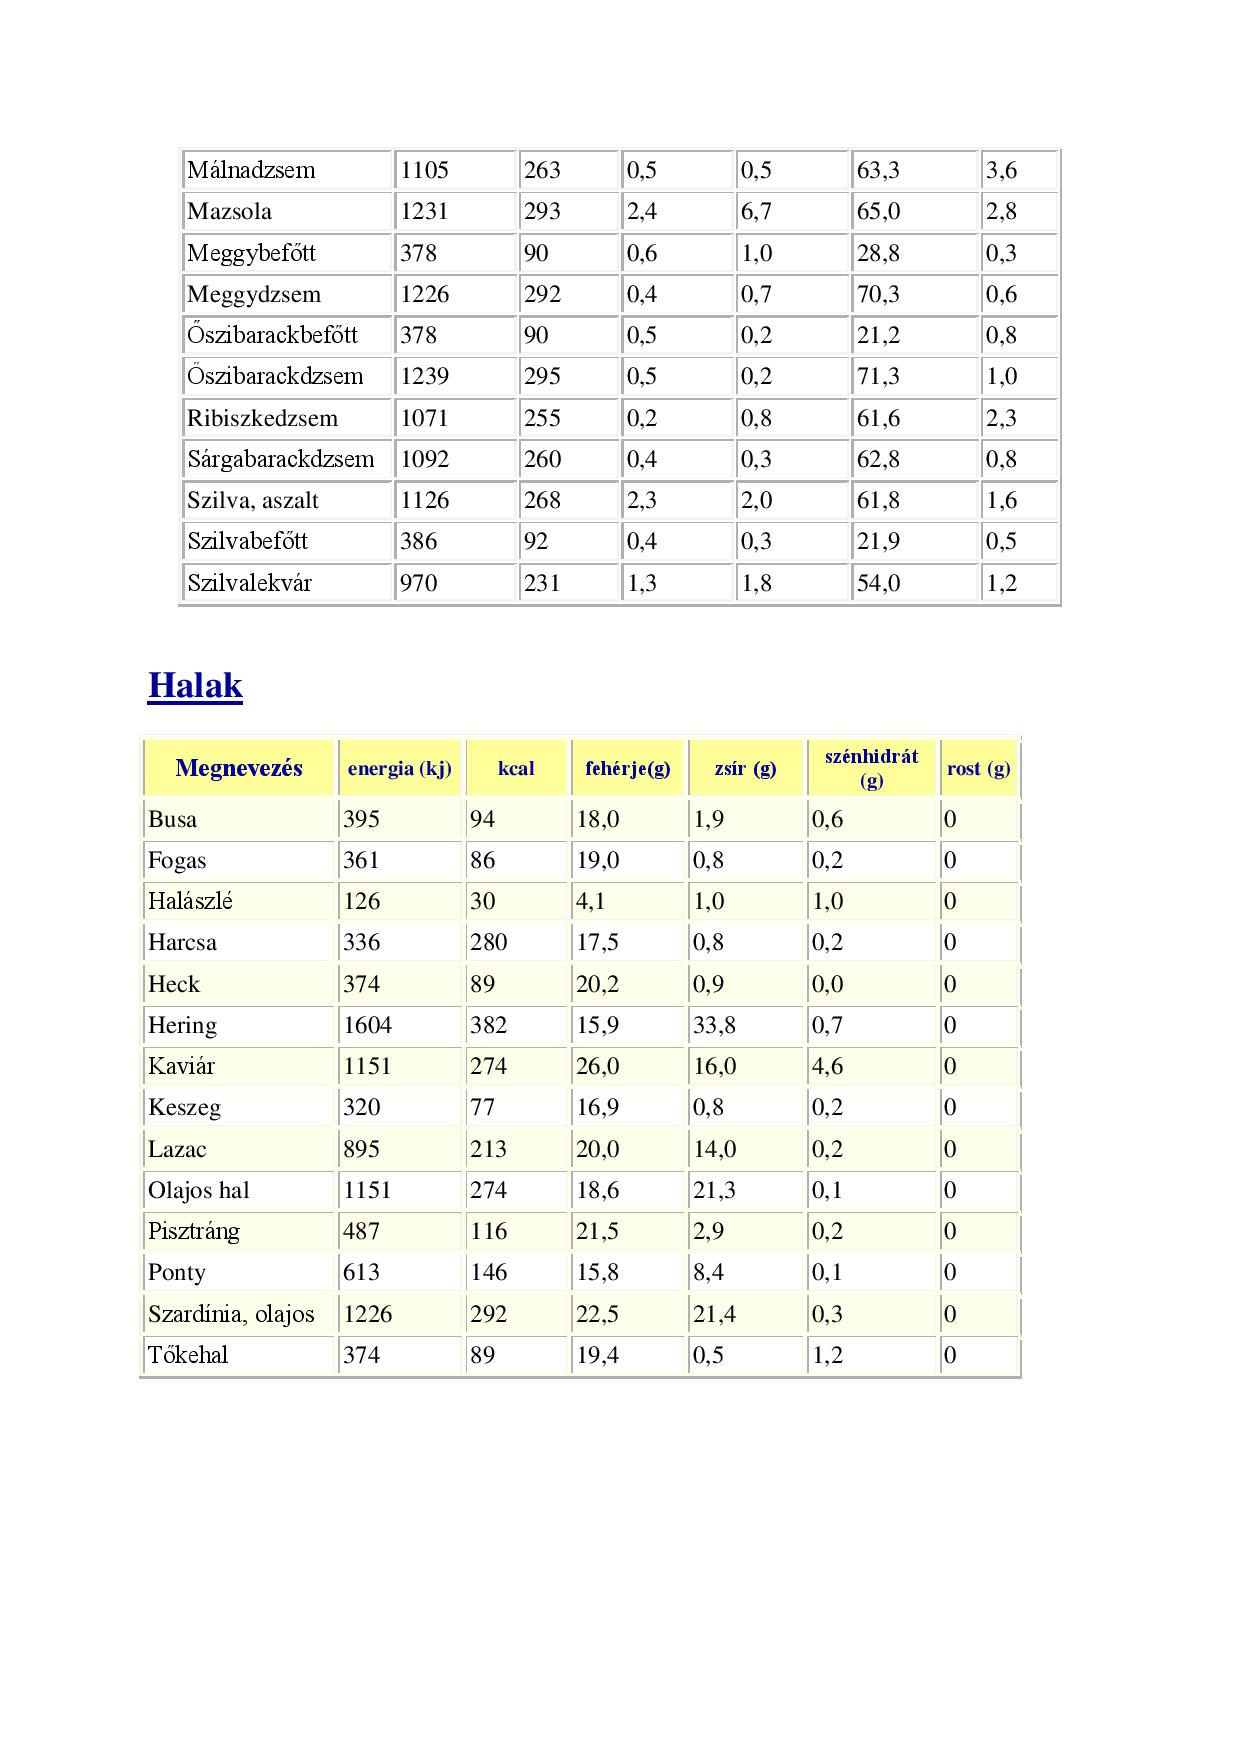 Málnadzsem 1105 263 0,5 0,5 63,3 3,6
Mazsola 1231 293 2,4 6,7 65,0 2,8
Meggybefőtt 378 90 0,6 1,0 28,8 0,3
Meggydzsem 1226 292 0,4 0,7 70,3 0,6
Őszibarackbefőtt 378 90 0,5 0,2 21,2 0,8
Őszibarackdzsem 1239 295 0,5 0,2 71,3 1,0
Ribiszkedzsem 1071 255 0,2 0,8 61,6 2,3
Sárgabarackdzsem 1092 260 0,4 0,3 62,8 0,8
Szilva, aszalt 1126 268 2,3 2,0 61,8 1,6
Szilvabefőtt 386 92 0,4 0,3 21,9 0,5
Szilvalekvár 970 231 1,3 1,8 54,0 1,2
Halak
Megnevezés energia (kj) kcal fehérje(g) zsír (g) szénhidrát (g) rost (g)
Busa 395 94 18,0 1,9 0,6 0
Fogas 361 86 19,0 0,8 0,2 0
Halászlé 126 30 4,1 1,0 1,0 0
Harcsa 336 280 17,5 0,8 0,2 0
Heck 374 89 20,2 0,9 0,0 0
Hering 1604 382 15,9 33,8 0,7 0
Kaviár 1151 274 26,0 16,0 4,6 0
Keszeg 320 77 16,9 0,8 0,2 0
Lazac 895 213 20,0 14,0 0,2 0
Olajos hal 1151 274 18,6 21,3 0,1 0
Pisztráng 487 116 21,5 2,9 0,2 0
Ponty 613 146 15,8 8,4 0,1 0
Szardínia, olajos 1226 292 22,5 21,4 0,3 0
Tőkehal 374 89 19,4 0,5 1,2 0